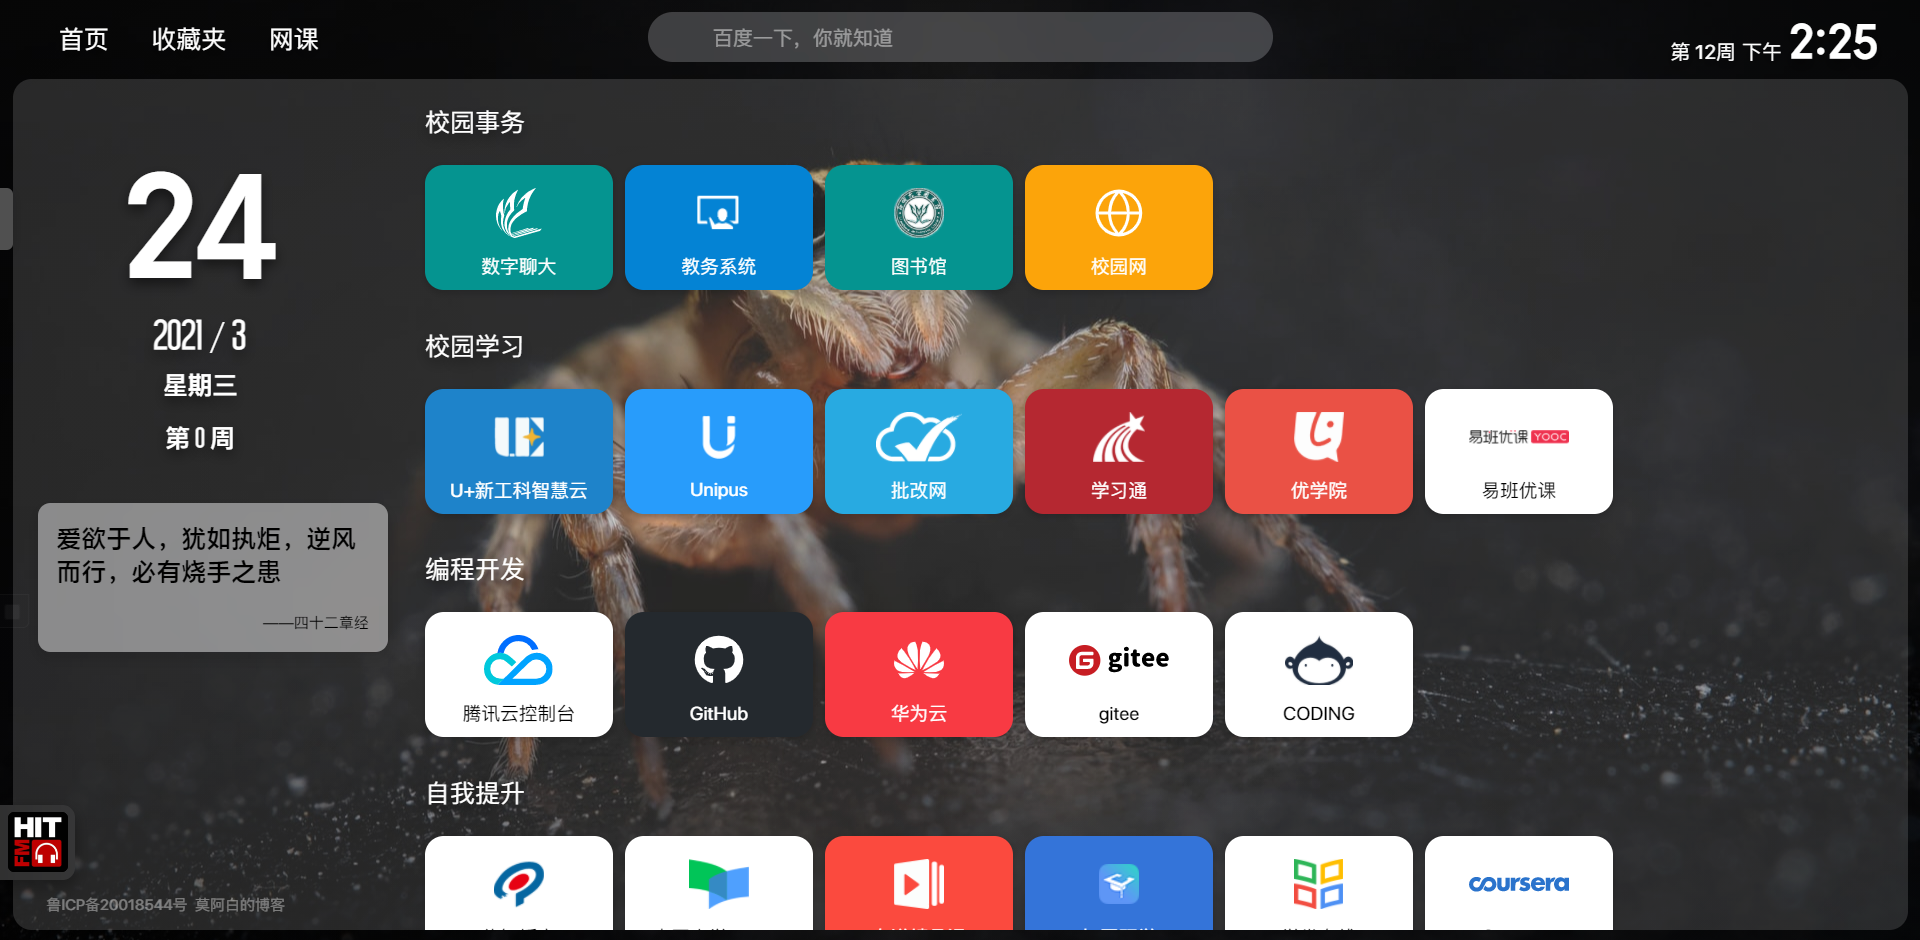 首页 收藏夹 网课
百度一下，你就知道
第 12周 下午 2:25
24
2021 / 3
星期三
第 0 周
爱欲于人，犹如执炬，逆风
而行，必有烧手之患
——四十二章经
校园事务
数字聊大 教务系统 图书馆 校园网
校园学习
易班优课 YOOC
U+新工科智慧云 Unipus 批改网 学习通 优学院 易班优课
编程开发
gitee
腾讯云控制台 GitHub 华为云 gitee CODING
自我提升
coursera
HIT
FM
鲁ICP备20018544号 莫阿白的博客